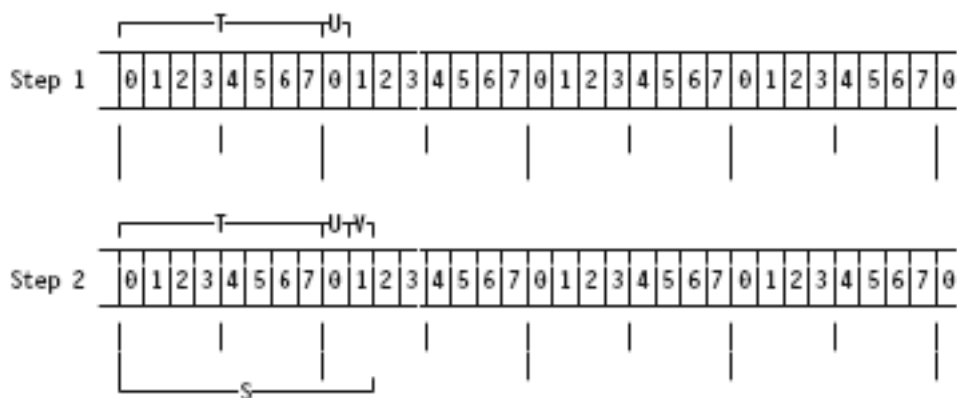 T U
Step 1 0 1 2 3 4 5 6 7 0 1 2 3 4 5 6 7 0 1 2 3 4 5 6 7 0 1 2 3 4 5 6 7 0
T U V
Step 2 0 1 2 3 4 5 6 7 0 1 2 3 4 5 6 7 0 1 2 3 4 5 6 7 0 1 2 3 4 5 6 7 0
S